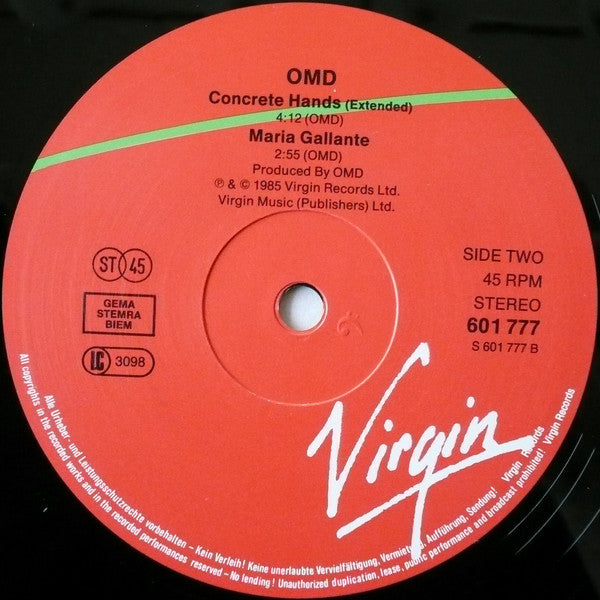 OMD
Concrete Hands (Extended)
4:12 (OMD)
Maria Gallante
2:55 (OMD)
Produced By OMD
℗ & © 1985 Virgin Records Ltd.
Virgin Music (Publishers) Ltd.
ST 45
GEMA
STEMRA
BIEM
LC 3098
SIDE TWO
45 RPM
STEREO
601 777
S 601 777 B
Virgin
Alle Urheber- und Leistungsschutzrechte vorbehalten – Kein Verleih! Keine unerlaubte Vervielfältigung, Vermietung, Aufführung, Sendung! Virgin Records
All copyrights in the recorded works and in the recorded performances reserved – No lending! Unauthorized duplication, lease, public performance and broadcast prohibited! Virgin Records